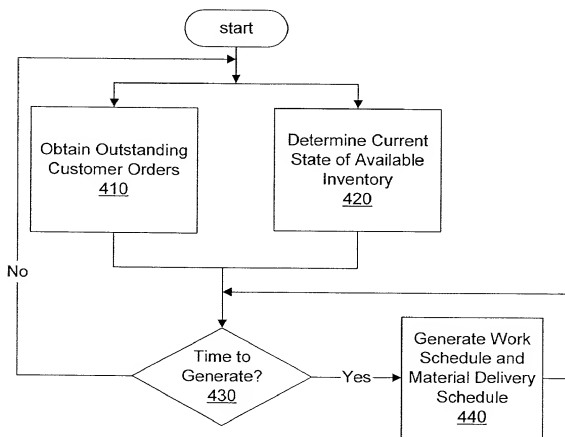 start
Obtain Outstanding
Customer Orders
410
Determine Current
State of Available
Inventory
420
No
Time to
Generate?
430
Yes
Generate Work
Schedule and
Material Delivery
Schedule
440